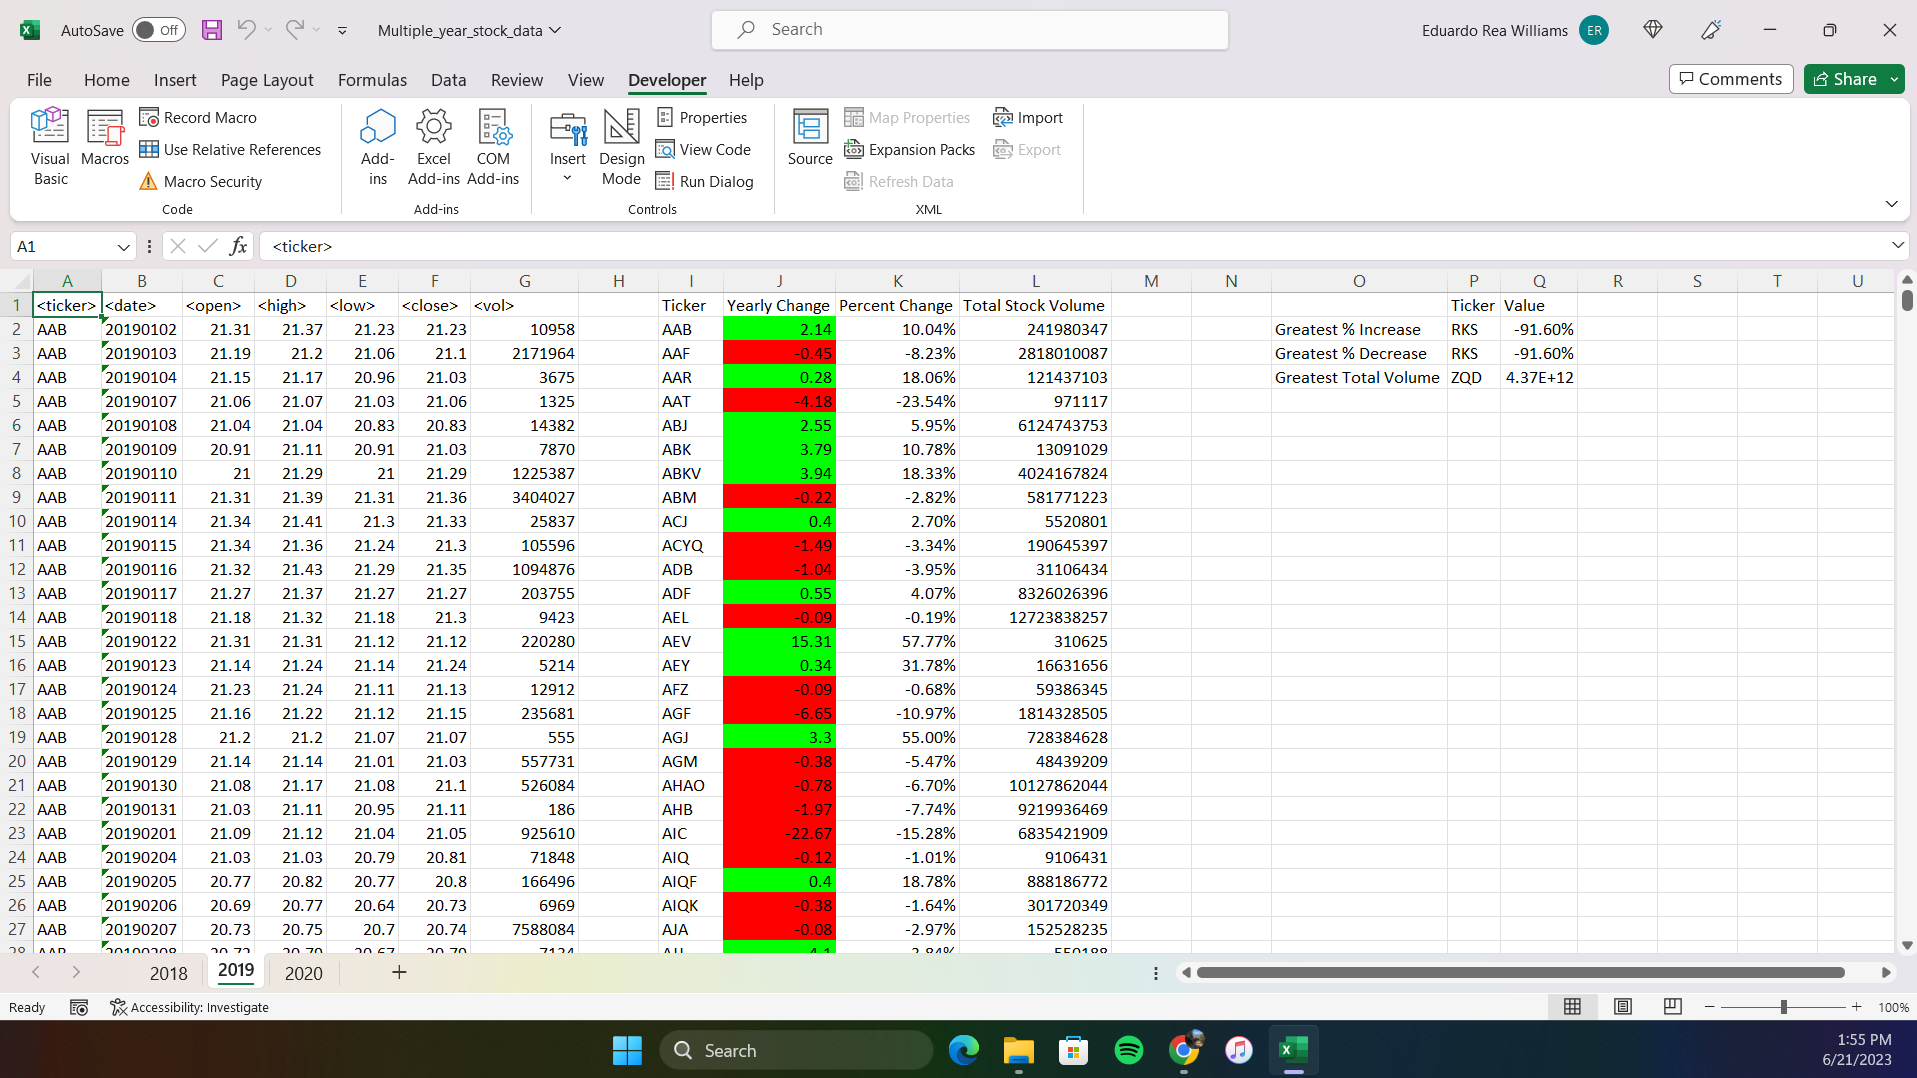 AutoSave Off Multiple_year_stock_data Search Eduardo Rea Williams ER
File Home Insert Page Layout Formulas Data Review View Developer Help Comments Share
Visual Basic Macros Record Macro Use Relative References Macro Security
Add-ins Excel Add-ins COM Add-ins
Insert Design Mode Properties View Code Run Dialog
Source Map Properties Expansion Packs Refresh Data Import Export
Code Add-ins Controls XML
A1 fx <ticker>
A B C D E F G H I J K L M N O P Q R S T U
1 <ticker> <date> <open> <high> <low> <close> <vol> Ticker Yearly Change Percent Change Total Stock Volume Ticker Value
2 AAB 20190102 21.31 21.37 21.23 21.23 10958 AAB 2.14 10.04% 241980347 Greatest % Increase RKS -91.60%
3 AAB 20190103 21.19 21.2 21.06 21.1 2171964 AAF -0.45 -8.23% 2818010087 Greatest % Decrease RKS -91.60%
4 AAB 20190104 21.15 21.17 20.96 21.03 3675 AAR 0.28 18.06% 121437103 Greatest Total Volume ZQD 4.37E+12
5 AAB 20190107 21.06 21.07 21.03 21.06 1325 AAT -4.18 -23.54% 971117
6 AAB 20190108 21.04 21.04 20.83 20.83 14382 ABJ 2.55 5.95% 6124743753
7 AAB 20190109 20.91 21.11 20.91 21.03 7870 ABK 3.79 10.78% 13091029
8 AAB 20190110 21 21.29 21 21.29 1225387 ABKV 3.94 18.33% 4024167824
9 AAB 20190111 21.31 21.39 21.31 21.36 3404027 ABM -0.22 -2.82% 581771223
10 AAB 20190114 21.34 21.41 21.3 21.33 25837 ACJ 0.4 2.70% 5520801
11 AAB 20190115 21.34 21.36 21.24 21.3 105596 ACYQ -1.49 -3.34% 190645397
12 AAB 20190116 21.32 21.43 21.29 21.35 1094876 ADB -1.04 -3.95% 31106434
13 AAB 20190117 21.27 21.37 21.27 21.27 203755 ADF 0.55 4.07% 8326026396
14 AAB 20190118 21.18 21.32 21.18 21.3 9423 AEL -0.09 -0.19% 12723838257
15 AAB 20190122 21.31 21.31 21.12 21.12 220280 AEV 15.31 57.77% 310625
16 AAB 20190123 21.14 21.24 21.14 21.24 5214 AEY 0.34 31.78% 16631656
17 AAB 20190124 21.23 21.24 21.11 21.13 12912 AFZ -0.09 -0.68% 59386345
18 AAB 20190125 21.16 21.22 21.12 21.15 235681 AGF -6.65 -10.97% 1814328505
19 AAB 20190128 21.2 21.2 21.07 21.07 555 AGJ 3.3 55.00% 728384628
20 AAB 20190129 21.14 21.14 21.01 21.03 557731 AGM -0.38 -5.47% 48439209
21 AAB 20190130 21.08 21.17 21.08 21.1 526084 AHAO -0.78 -6.70% 10127862044
22 AAB 20190131 21.03 21.11 20.95 21.11 186 AHB -1.97 -7.74% 9219936469
23 AAB 20190201 21.09 21.12 21.04 21.05 925610 AIC -22.67 -15.28% 6835421909
24 AAB 20190204 21.03 21.03 20.79 20.81 71848 AIQ -0.12 -1.01% 9106431
25 AAB 20190205 20.77 20.82 20.77 20.8 166496 AIQF 0.4 18.78% 888186772
26 AAB 20190206 20.69 20.77 20.64 20.73 6969 AIQK -0.38 -1.64% 301720349
27 AAB 20190207 20.73 20.75 20.7 20.74 7588084 AJA -0.08 -2.97% 152528235
2018 2019 2020
Ready Accessibility: Investigate 100%
Search
1:55 PM
6/21/2023